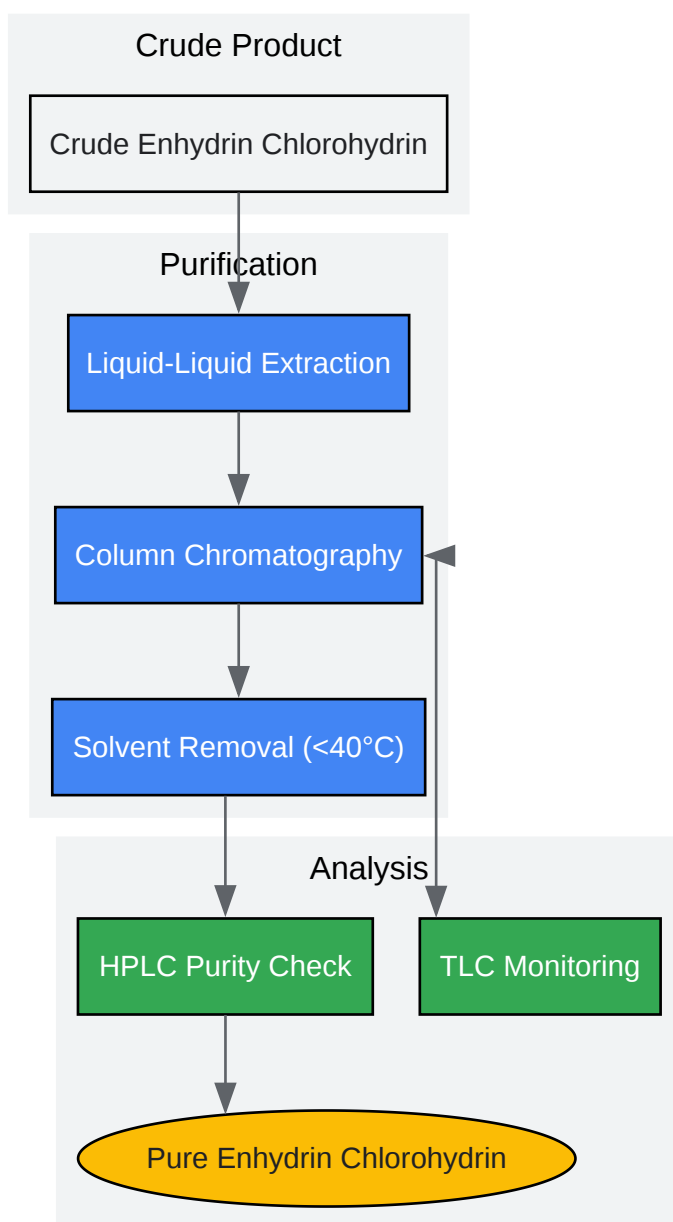 Crude Product
Crude Enhydrin Chlorohydrin
Purification
Liquid-Liquid Extraction
Column Chromatography
Solvent Removal (<40°C)
Analysis
HPLC Purity Check
TLC Monitoring
Pure Enhydrin Chlorohydrin